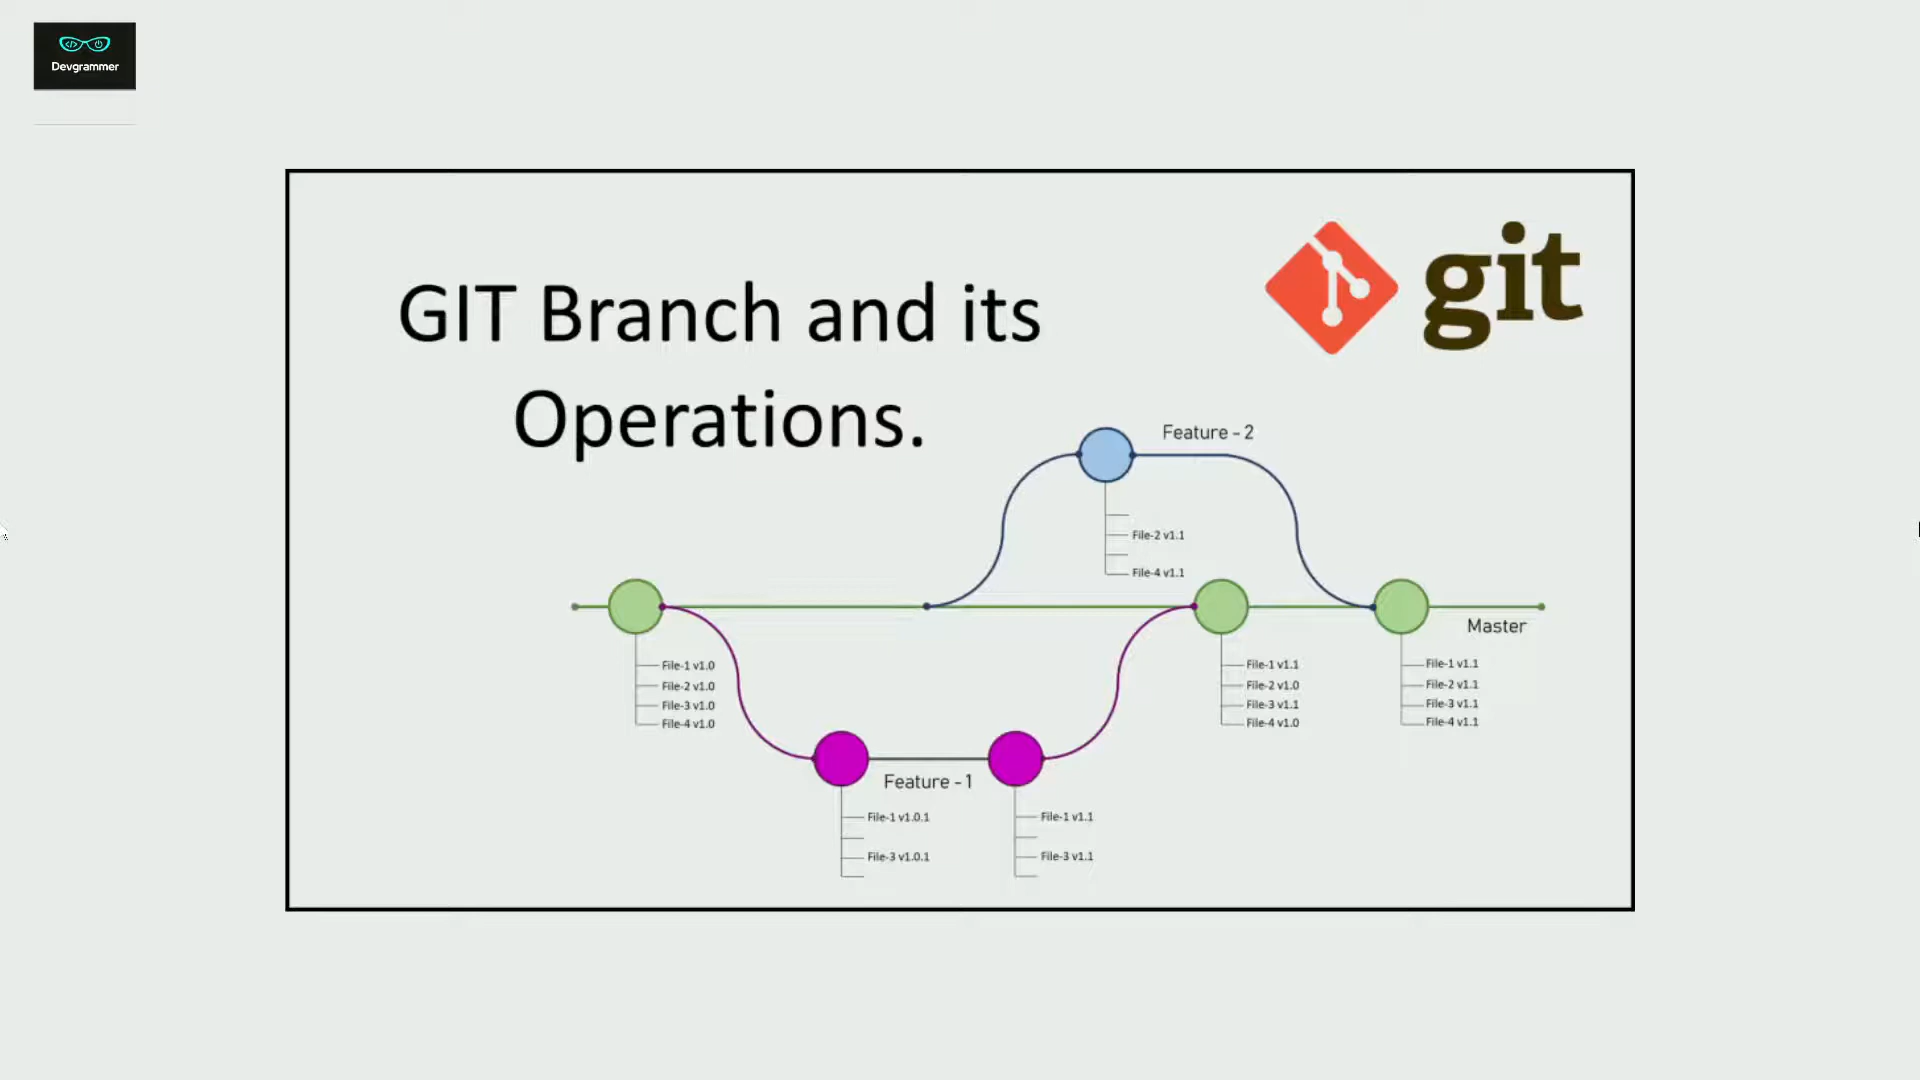 Devgrammer
GIT Branch and its
Operations.
git
Feature - 2
File-2 v1.1
File-4 v1.1
Master
File-1 v1.0
File-2 v1.0
File-3 v1.0
File-4 v1.0
File-1 v1.1
File-2 v1.0
File-3 v1.1
File-4 v1.0
File-1 v1.1
File-2 v1.1
File-3 v1.1
File-4 v1.1
Feature - 1
File-1 v1.0.1
File-3 v1.0.1
File-1 v1.1
File-3 v1.1